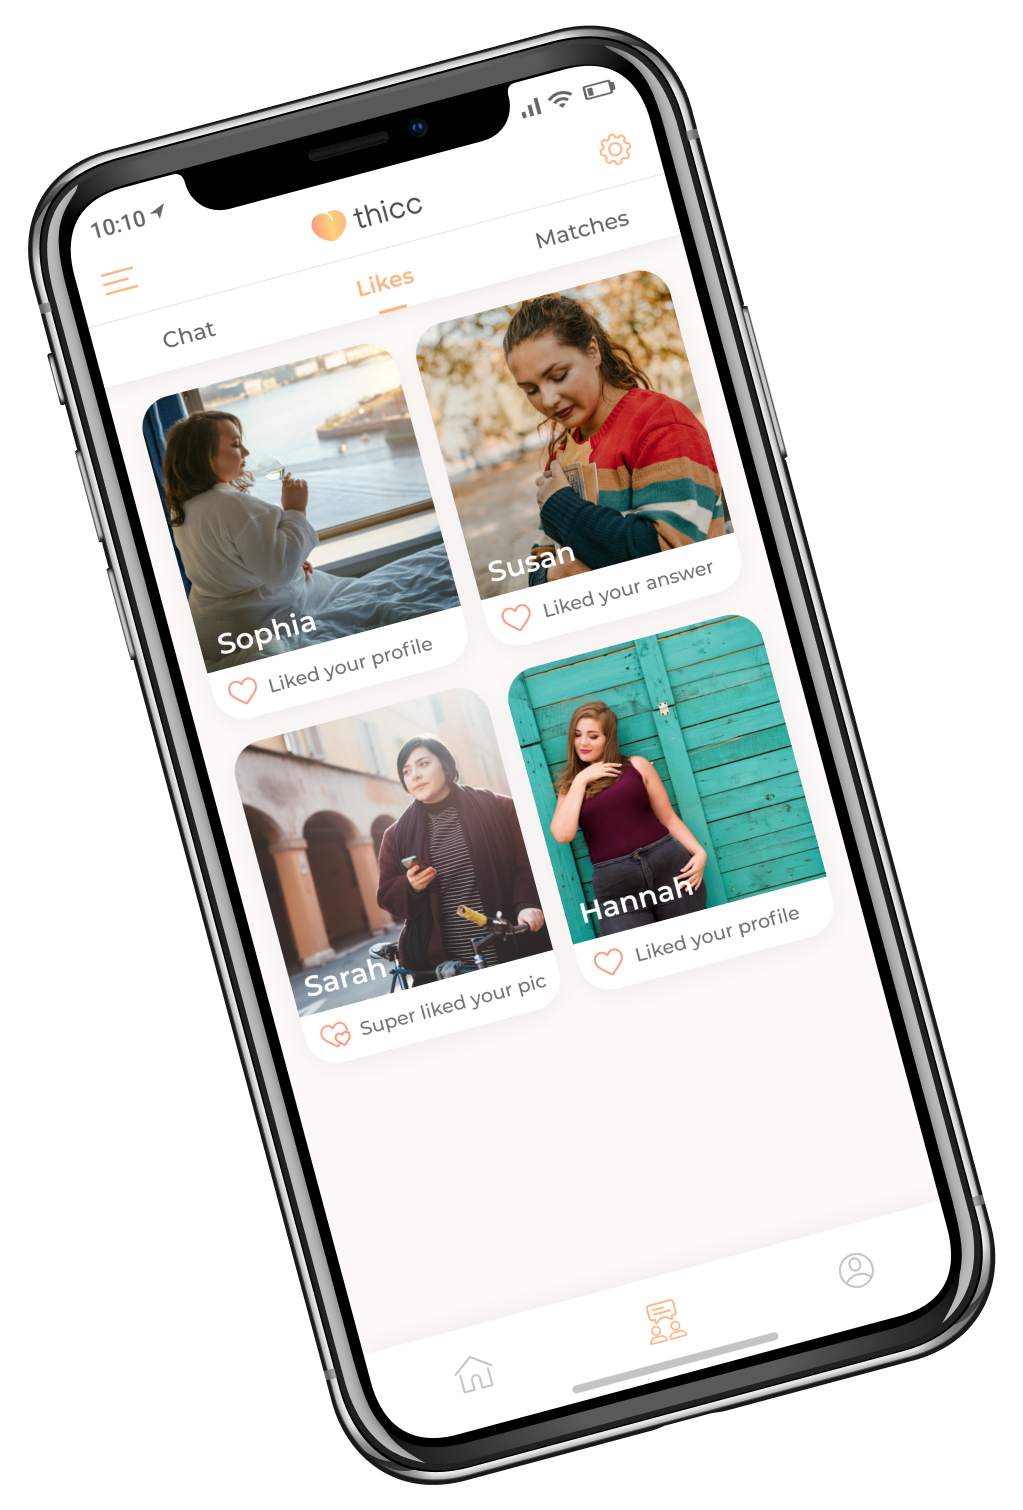 10:10
thicc
Chat
Likes
Matches
Sophia
Liked your profile
Susan
Liked your answer
Sarah
Super liked your pic
Hannah
Liked your profile